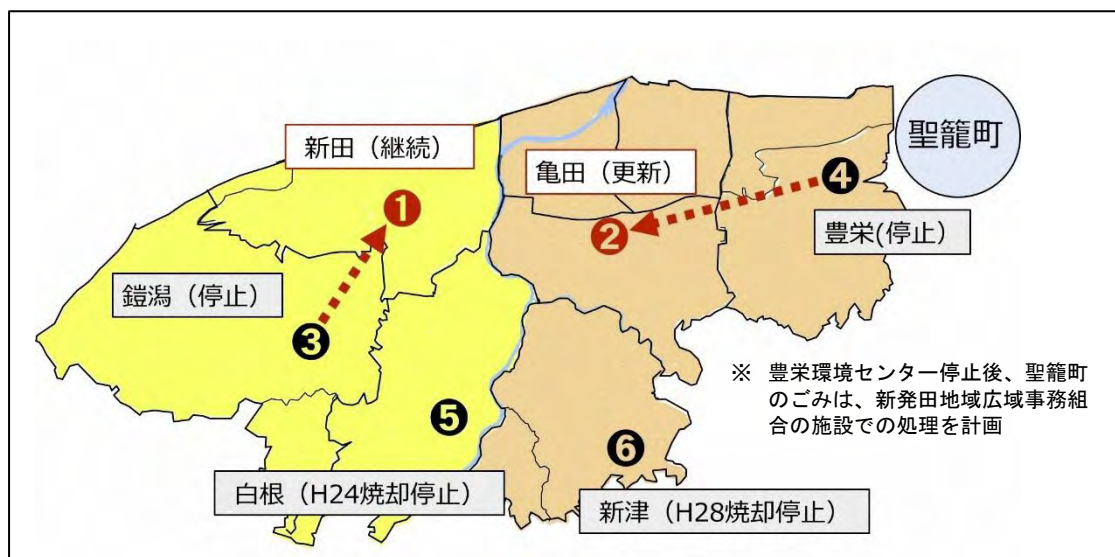 聖籠町
新田（継続）
亀田（更新）
❹
❶
❷
豊栄(停止）
鎧潟（停止）
❸
※ 豊栄環境センター停止後、聖籠町
のごみは、新発田地域広域事務組
合の施設での処理を計画
❺
❻
白根（H24焼却停止）
新津（H28焼却停止）